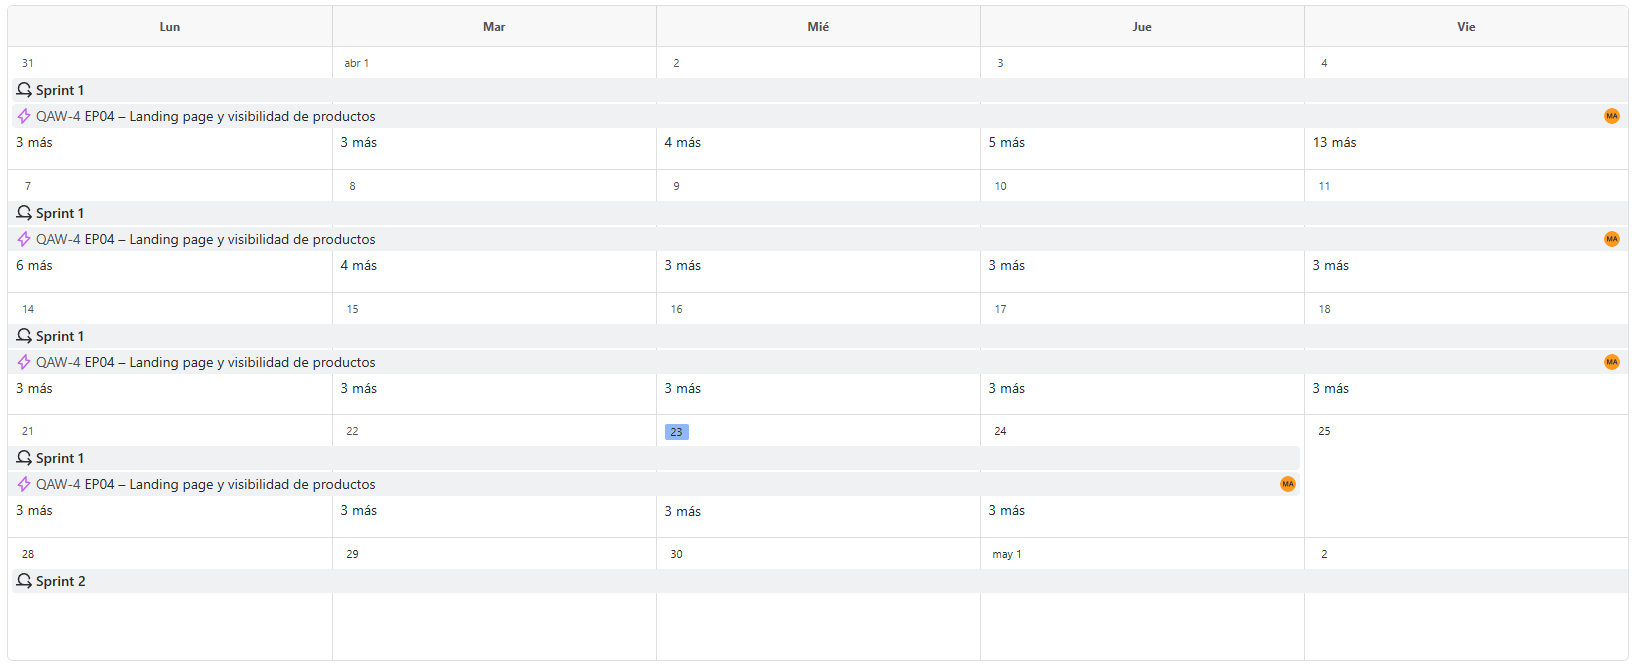 Lun Mar Mié Jue Vie
31 abr 1 2 3 4
Sprint 1
QAW-4 EP04 – Landing page y visibilidad de productos MA
3 más 3 más 4 más 5 más 13 más
7 8 9 10 11
Sprint 1
QAW-4 EP04 – Landing page y visibilidad de productos MA
6 más 4 más 3 más 3 más 3 más
14 15 16 17 18
Sprint 1
QAW-4 EP04 – Landing page y visibilidad de productos MA
3 más 3 más 3 más 3 más 3 más
21 22 23 24 25
Sprint 1
QAW-4 EP04 – Landing page y visibilidad de productos MA
3 más 3 más 3 más 3 más
28 29 30 may 1 2
Sprint 2